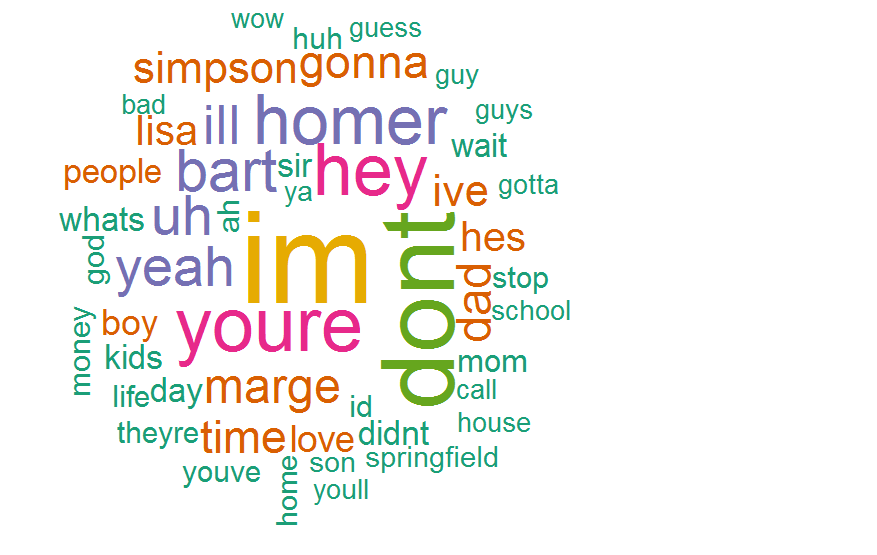 wow
huh
guess
simpson
gonna
guy
bad
lisa
ill
homer
guys
wait
people
bart
sir
ya
hey
ive
gotta
whats
uh
ah
im
dont
hes
god
yeah
dad
stop
school
money
boy
youre
kids
mom
life
day
marge
id
call
house
theyre
time
love
didnt
youve
home
son
youll
springfield